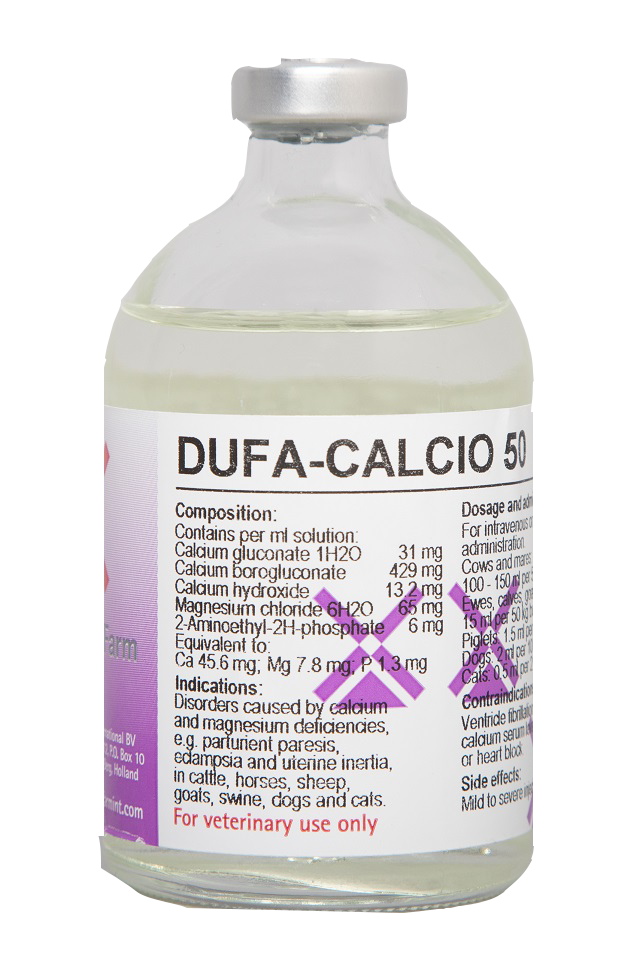 DUFA-CALCIO 50
Composition:
Contains per ml solution:
Calcium gluconate 1H2O 31 mg
Calcium borogluconate 429 mg
Calcium hydroxide 13,2 mg
Magnesium chloride 6H2O 65 mg
2-Aminoethyl-2H-phosphate 6 mg
Equivalent to:
Ca 45.6 mg; Mg 7.8 mg; P 1.3 mg
Indications:
Disorders caused by calcium
and magnesium deficiencies,
e.g. parturient paresis,
eclampsia and uterine inertia,
in cattle, horses, sheep,
goats, swine, dogs and cats.
For veterinary use only
Dosage and
For intravenous
administration.
Cows and mares:
100 - 150 ml per
Ewes, calves,
15 ml per 50 kg
Piglets: 1.5 ml per
Dogs: 2 ml per
Cats: 0.5 ml per
Ventricle
calcium serum
or heart block.
Side effects:
Mild to severe
Farm
BV
P.O. Box 10
Holland